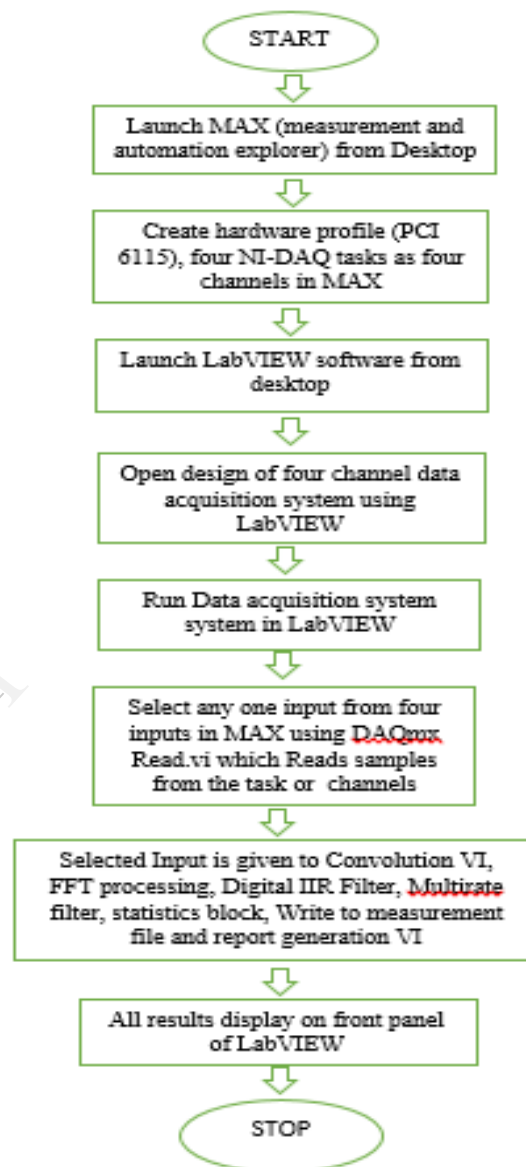 START
Launch MAX (measurement and
automation explorer) from Desktop
Create hardware profile (PCI
6115), four NI-DAQ tasks as four
channels in MAX
Launch LabVIEW software from
desktop
Open design of four channel data
acquisition system using
LabVIEW
Run Data acquisition system
system in LabVIEW
Select any one input from four
inputs in MAX using DAQmx
Read.vi which Reads samples
from the task or channels
Selected Input is given to Convolution VI,
FFT processing, Digital IIR Filter, Multirate
filter, statistics block, Write to measurement
file and report generation VI
All results display on front panel
of LabVIEW
STOP